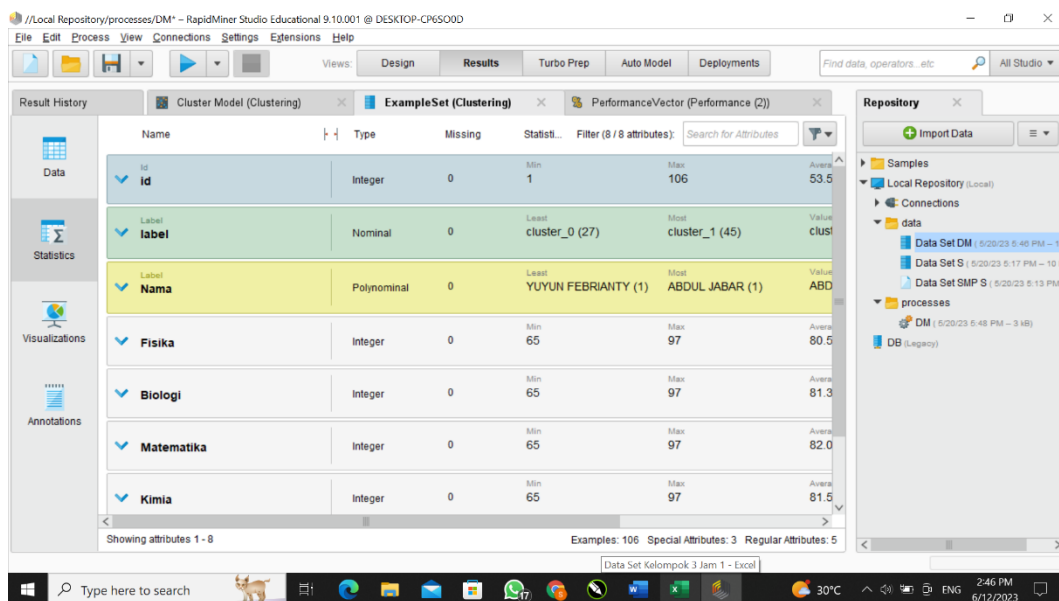 //Local Repository/processes/DM* – RapidMiner Studio Educational 9.10.001 @ DESKTOP-CP6SO0D
File Edit Process View Connections Settings Extensions Help
Views: Design Results Turbo Prep Auto Model Deployments Find data, operators...etc All Studio
Result History Cluster Model (Clustering) ExampleSet (Clustering) PerformanceVector (Performance (2)) Repository
Name Type Missing Statisti... Filter (8 / 8 attributes): Search for Attributes
Import Data
Data
Statistics
Visualizations
Annotations
Id Min Max Avera
id Integer 0 1 106 53.5
Label Least Most Value
label Nominal 0 cluster_0 (27) cluster_1 (45) clust
Label Least Most Value
Nama Polynominal 0 YUYUN FEBRIANTY (1) ABDUL JABAR (1) ABD
Min Max Avera
Fisika Integer 0 65 97 80.5
Min Max Avera
Biologi Integer 0 65 97 81.3
Min Max Avera
Matematika Integer 0 65 97 82.0
Min Max Avera
Kimia Integer 0 65 97 81.5
Showing attributes 1 - 8 Examples: 106 Special Attributes: 3 Regular Attributes: 5
Samples
Local Repository (Local)
Connections
data
Data Set DM ( 5/20/23 5:46 PM – 1
Data Set S ( 5/20/23 5:17 PM – 10
Data Set SMP S ( 5/20/23 5:13 PM
processes
DM ( 5/20/23 5:48 PM – 3 kB)
DB (Legacy)
Data Set Kelompok 3 Jam 1 - Excel
Type here to search 17 30°C ENG 2:46 PM
6/12/2023